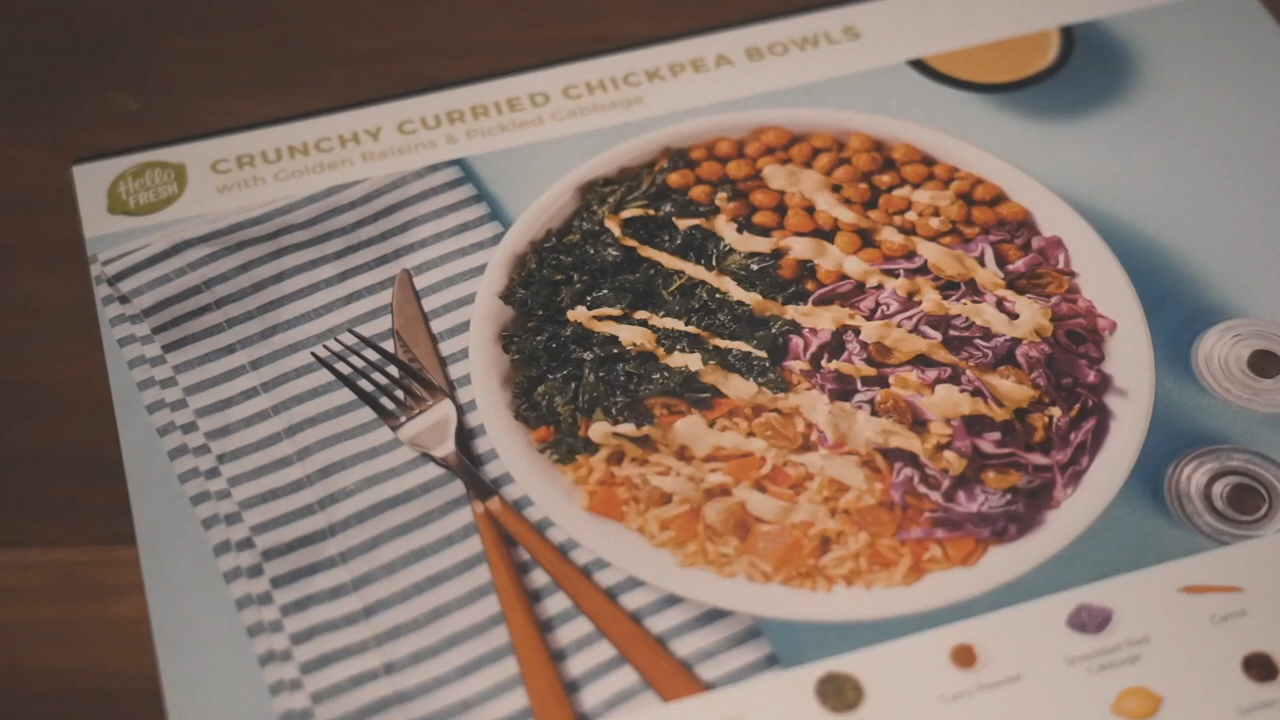 CRUNCHY CURRIED CHICKPEA BOWLS
with Golden Raisins & Pickled Cabbage
Hello
FRESH
Carrot
Shredded Red
Cabbage
Curry Powder